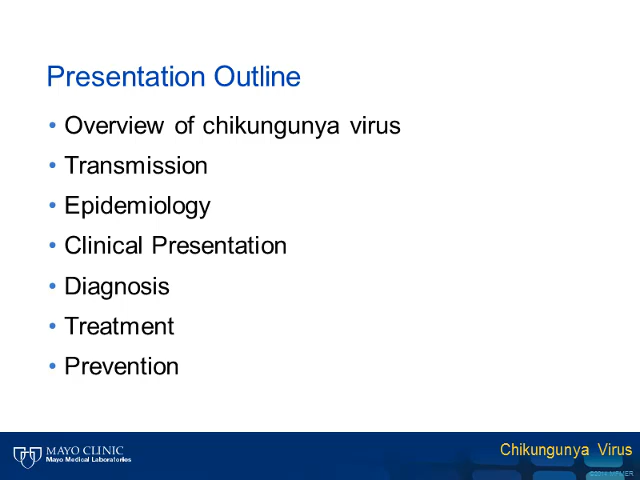 Presentation Outline
• Overview of chikungunya virus
• Transmission
• Epidemiology
• Clinical Presentation
• Diagnosis
• Treatment
• Prevention
MAYO CLINIC
Mayo Medical Laboratories
Chikungunya Virus